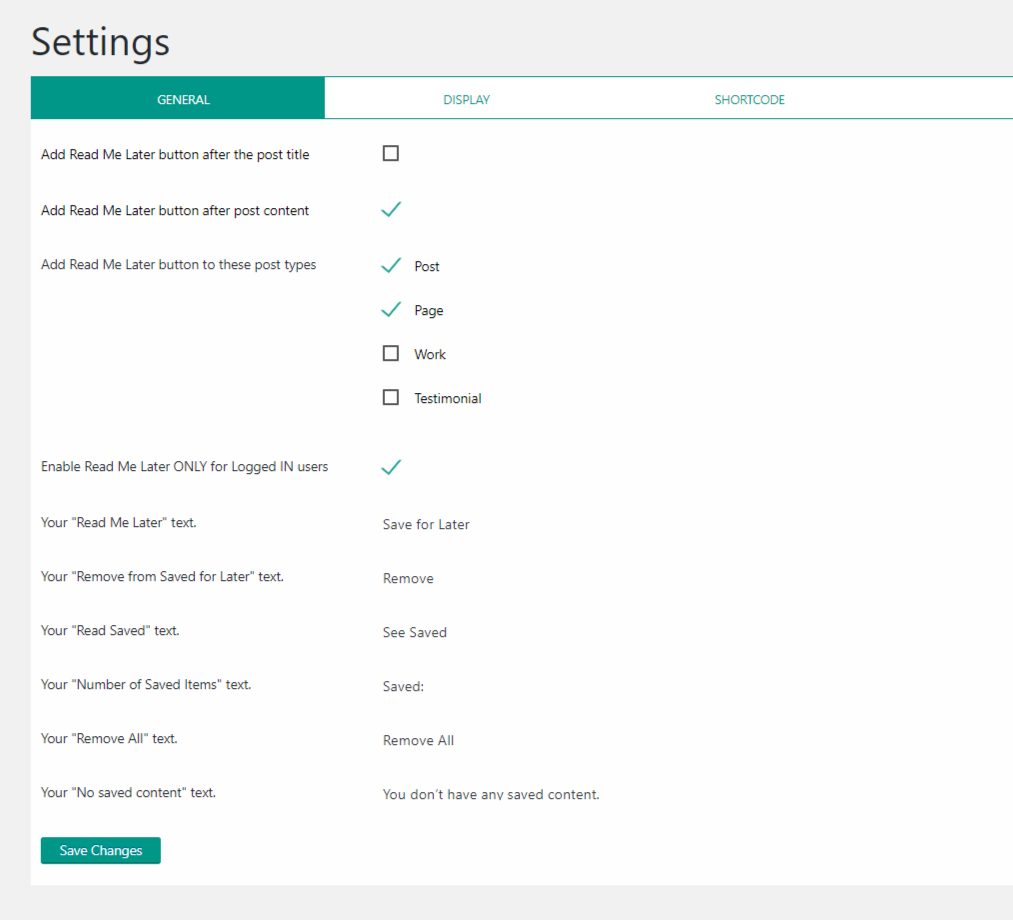 Settings
GENERAL DISPLAY SHORTCODE
Add Read Me Later button after the post title
Add Read Me Later button after post content
Add Read Me Later button to these post types Post
Page
Work
Testimonial
Enable Read Me Later ONLY for Logged IN users
Your "Read Me Later" text. Save for Later
Your "Remove from Saved for Later" text. Remove
Your "Read Saved" text. See Saved
Your "Number of Saved Items" text. Saved:
Your "Remove All" text. Remove All
Your "No saved content" text. You don't have any saved content.
Save Changes